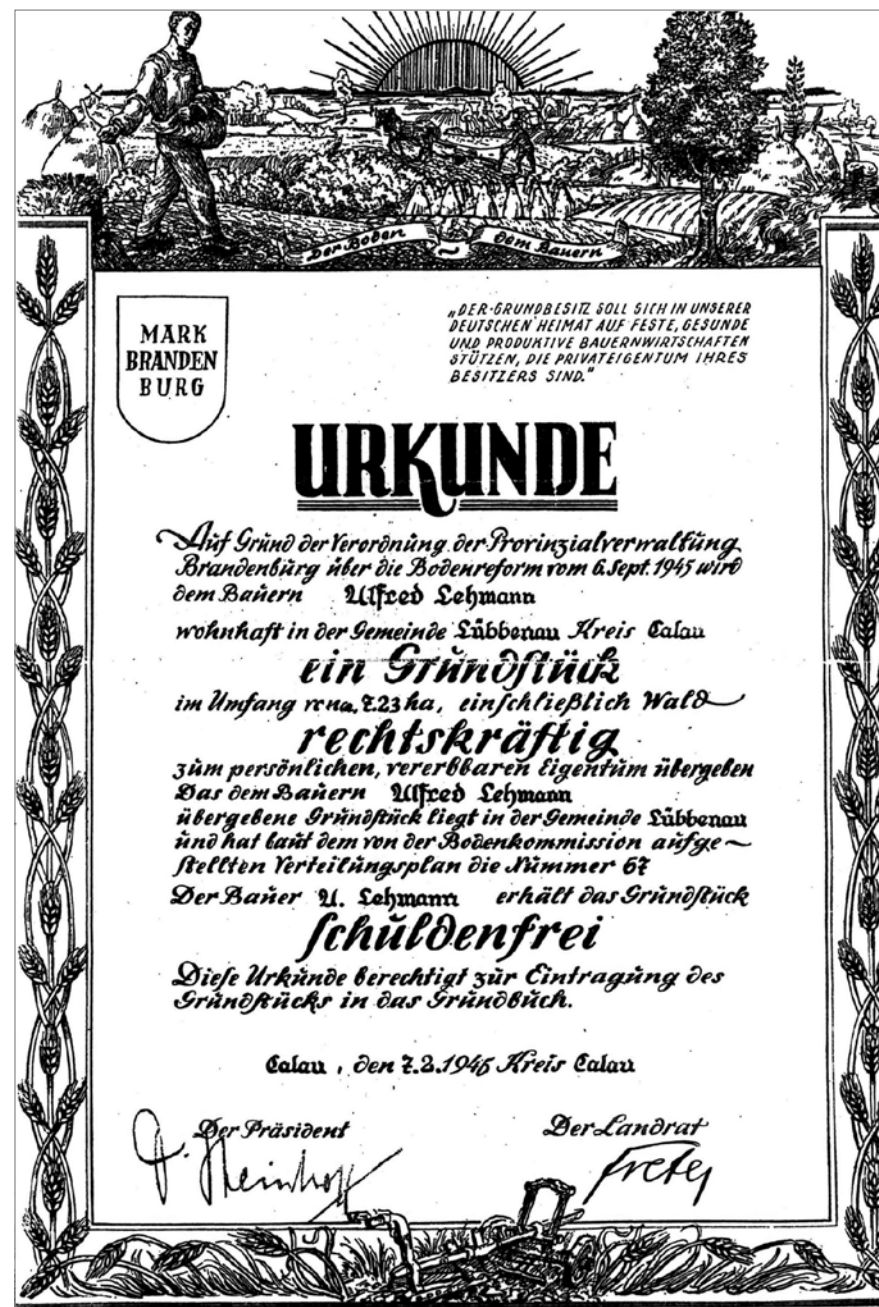 Der Boden dem Bauern
MARK
BRANDEN
BURG
„DER GRUNDBESITZ SOLL SICH IN UNSERER
DEUTSCHEN HEIMAT AUF FESTE, GESUNDE
UND PRODUKTIVE BAUERNWIRTSCHAFTEN
STÜTZEN, DIE PRIVATEIGENTUM IHRES
BESITZERS SIND."
URKUNDE
Auf Grund der Verordnung der Provinzialverwaltung
Brandenburg über die Bodenreform vom 6. Sept. 1945 wird
dem Bauern Alfred Lehmann
wohnhaft in der Gemeinde Lübbenau Kreis Calau
ein Grundstück
im Umfang 7.23 ha, einschließlich Wald
rechtskräftig
zum persönlichen, vererbbaren Eigentum übergeben
Das dem Bauern Alfred Lehmann
übergebene Grundstück liegt in der Gemeinde Lübbenau
und hat laut dem von der Bodenkommission aufge-
stellten Verteilungsplan die Nummer 67
Der Bauer A. Lehmann erhält das Grundstück
schuldenfrei
Diese Urkunde berechtigt zur Eintragung des
Grundstücks in das Grundbuch.
Calau, den Kreis Calau
Der Präsident Der Landrat
Steinhoff Freter